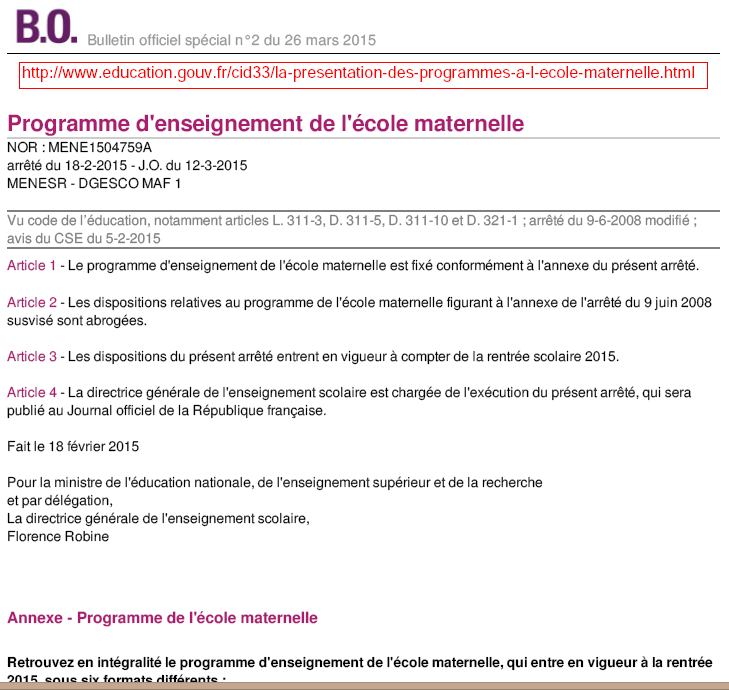 B.O. Bulletin officiel spécial n°2 du 26 mars 2015
http://www.education.gouv.fr/cid33/la-presentation-des-programmes-a-l-ecole-maternelle.html
Programme d'enseignement de l'école maternelle
NOR : MENE1504759A
arrêté du 18-2-2015 - J.O. du 12-3-2015
MENESR - DGESCO MAF 1
Vu code de l'éducation, notamment articles L. 311-3, D. 311-5, D. 311-10 et D. 321-1 ; arrêté du 9-6-2008 modifié ;
avis du CSE du 5-2-2015
Article 1 - Le programme d'enseignement de l'école maternelle est fixé conformément à l'annexe du présent arrêté.
Article 2 - Les dispositions relatives au programme de l'école maternelle figurant à l'annexe de l'arrêté du 9 juin 2008
susvisé sont abrogées.
Article 3 - Les dispositions du présent arrêté entrent en vigueur à compter de la rentrée scolaire 2015.
Article 4 - La directrice générale de l'enseignement scolaire est chargée de l'exécution du présent arrêté, qui sera
publié au Journal officiel de la République française.
Fait le 18 février 2015
Pour la ministre de l'éducation nationale, de l'enseignement supérieur et de la recherche
et par délégation,
La directrice générale de l'enseignement scolaire,
Florence Robine
Annexe - Programme de l'école maternelle
Retrouvez en intégralité le programme d'enseignement de l'école maternelle, qui entre en vigueur à la rentrée
2015, sous six formats différents :